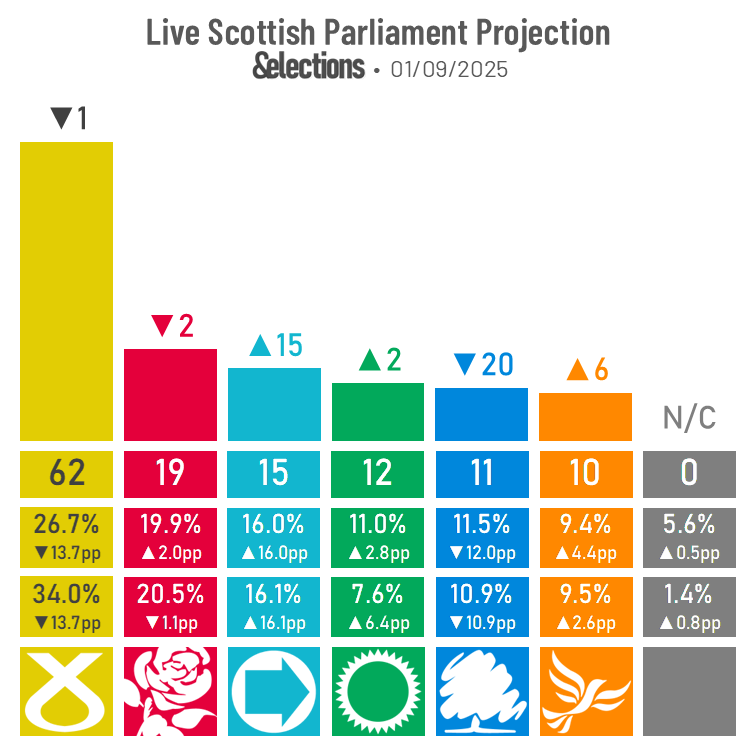 Live Scottish Parliament Projection
&elections • 01/09/2025
▼1
▼2
▲15
▲2
▼20
▲6
N/C
62 19 15 12 11 10 0
26.7% 19.9% 16.0% 11.0% 11.5% 9.4% 5.6%
▼13.7pp ▲2.0pp ▲16.0pp ▲2.8pp ▼12.0pp ▲4.4pp ▲0.5pp
34.0% 20.5% 16.1% 7.6% 10.9% 9.5% 1.4%
▼13.7pp ▼1.1pp ▲16.1pp ▲6.4pp ▼10.9pp ▲2.6pp ▲0.8pp